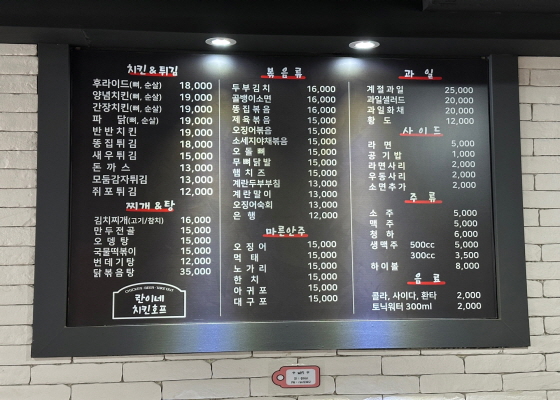 치킨&튀김
후라이드(뼈, 순살) 18,000
양념치킨(뼈, 순살) 19,000
간장치킨(뼈, 순살) 19,000
파 닭(뼈, 순살) 19,000
반반치킨 19,000
똥집튀김 18,000
새우튀김 15,000
돈까스 13,000
모둠감자튀김 13,000
쥐포튀김 12,000
찌개&탕
김치찌개(고기/참치) 16,000
만두전골 15,000
오뎅탕 15,000
국물떡볶이 15,000
번데기탕 12,000
닭볶음탕 35,000
란이네
치킨호프
볶음류
두부김치 16,000
골뱅이소면 16,000
똥집볶음 16,000
제육볶음 15,000
오징어볶음 15,000
소세지야채볶음 15,000
오돌뼈 15,000
무뼈닭발 15,000
햄치즈 15,000
계란두부부침 13,000
계란말이 13,000
오징어숙회 13,000
은행 12,000
마른안주
오징어 15,000
먹태 15,000
노가리 15,000
한치 15,000
아귀포 15,000
대구포 15,000
과일
계절과일 25,000
과일샐러드 20,000
과일화채 20,000
황도 12,000
사이드
라면 5,000
공기밥 1,000
라면사리 2,000
우동사리 2,000
소면추가 2,000
주류
소주 5,000
맥주 5,000
청하 6,000
생맥주 500cc 5,000
300cc 3,500
하이볼 8,000
음료
콜라, 사이다, 환타 2,000
토닉워터 300ml 2,000